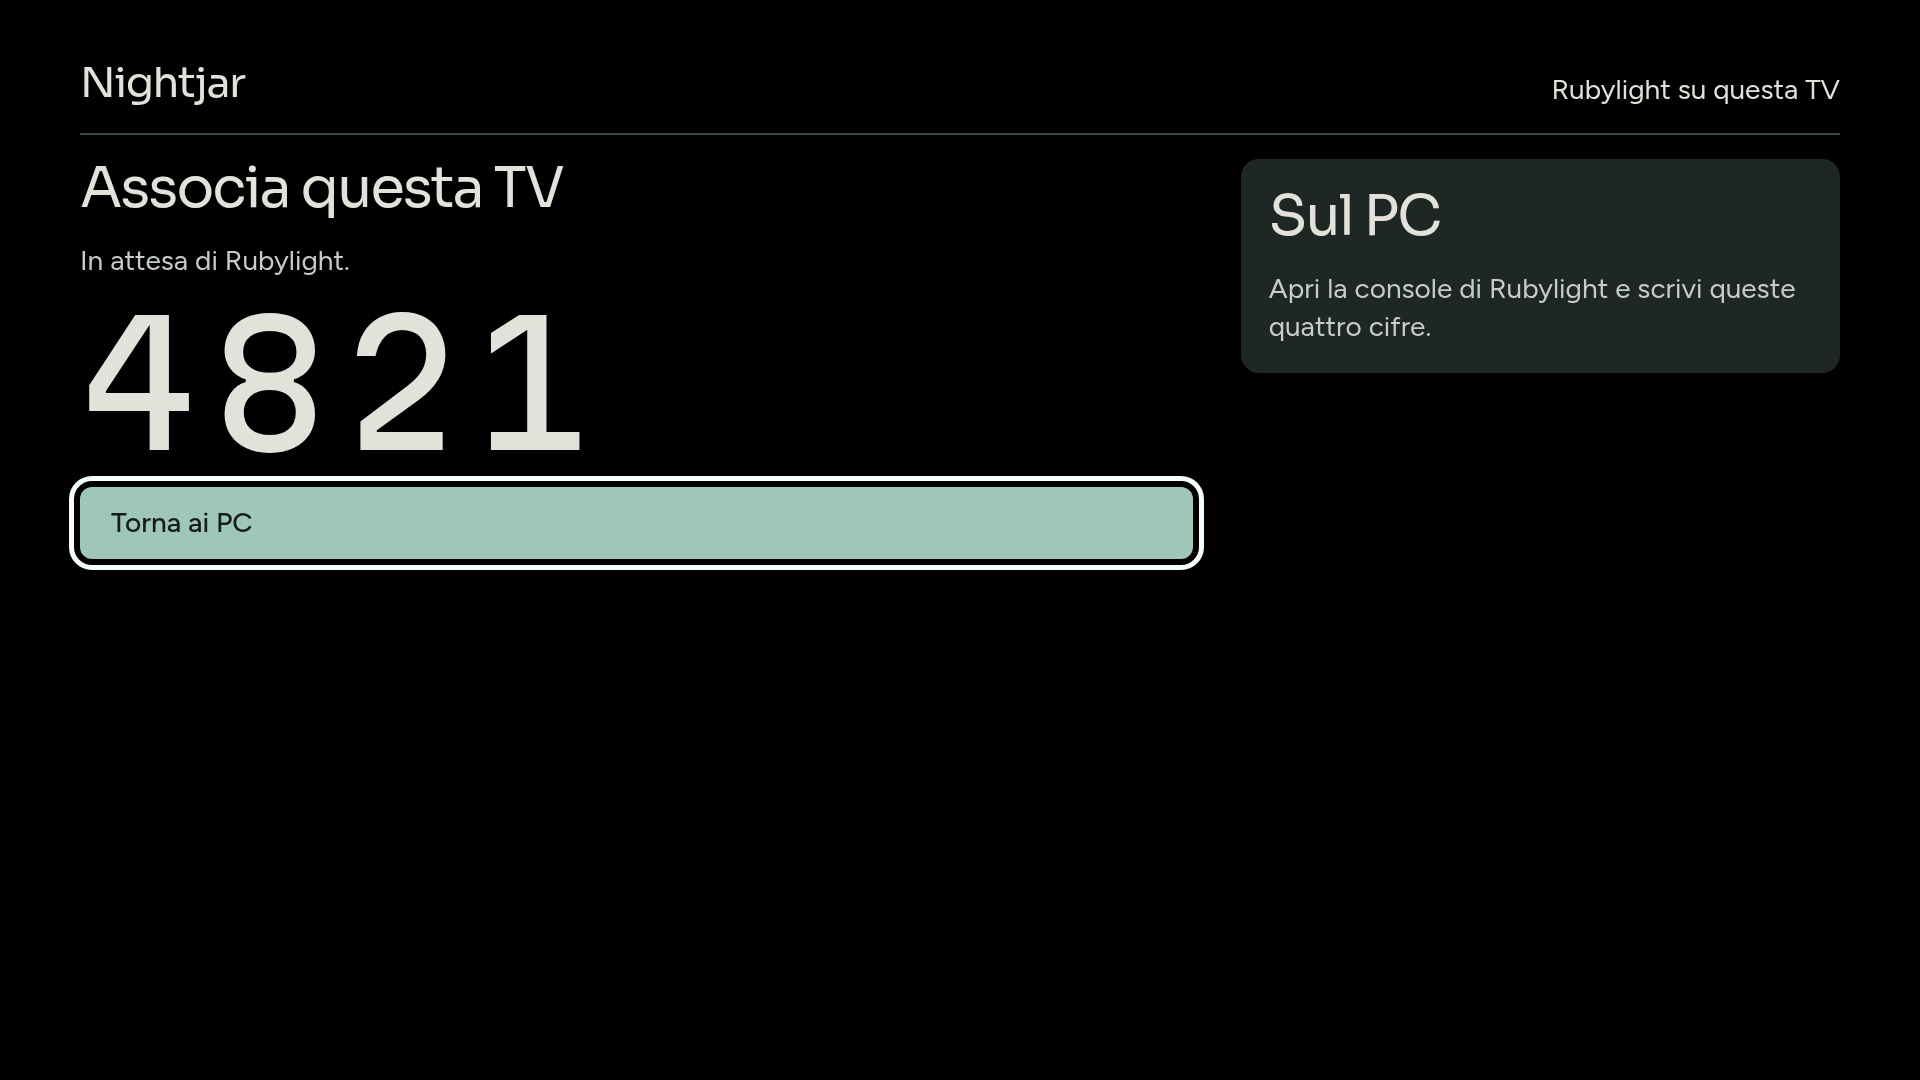 Nightjar
Rubylight su questa TV
Associa questa TV
In attesa di Rubylight.
4821
Torna ai PC
Sul PC
Apri la console di Rubylight e scrivi queste
quattro cifre.